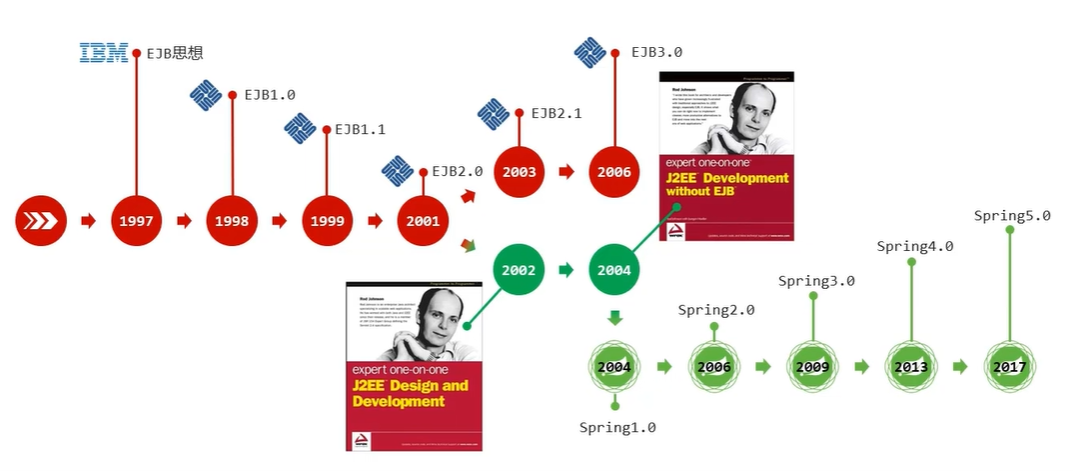 IBM
EJB思想
EJB1.0
EJB1.1
EJB2.0
EJB2.1
EJB3.0
1997
1998
1999
2001
2003
2006
2002
2004
Rod Johnson
expert one-on-one
J2EE Development
without EJB
Rod Johnson
expert one-on-one
J2EE Design and
Development
Spring1.0
Spring2.0
Spring3.0
Spring4.0
Spring5.0
2004
2006
2009
2013
2017